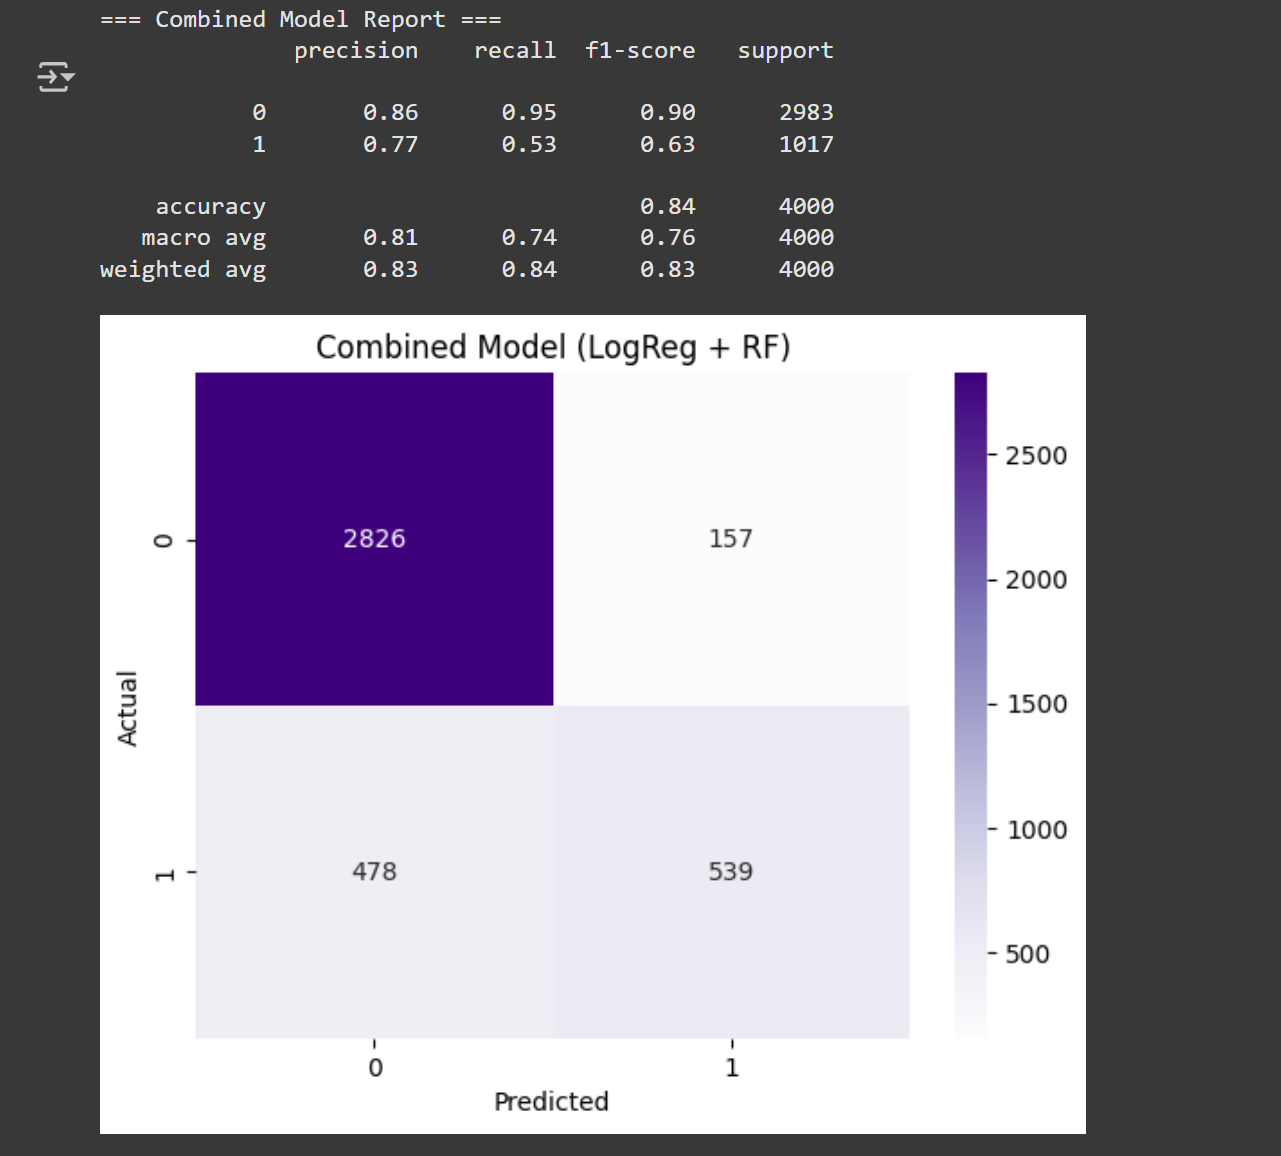 === Combined Model Report ===
precision recall f1-score support
0 0.86 0.95 0.90 2983
1 0.77 0.53 0.63 1017
accuracy 0.84 4000
macro avg 0.81 0.74 0.76 4000
weighted avg 0.83 0.84 0.83 4000
Combined Model (LogReg + RF)
2500
0 2826 157
2000
Actual
1500
1000
1 478 539
500
0 1
Predicted